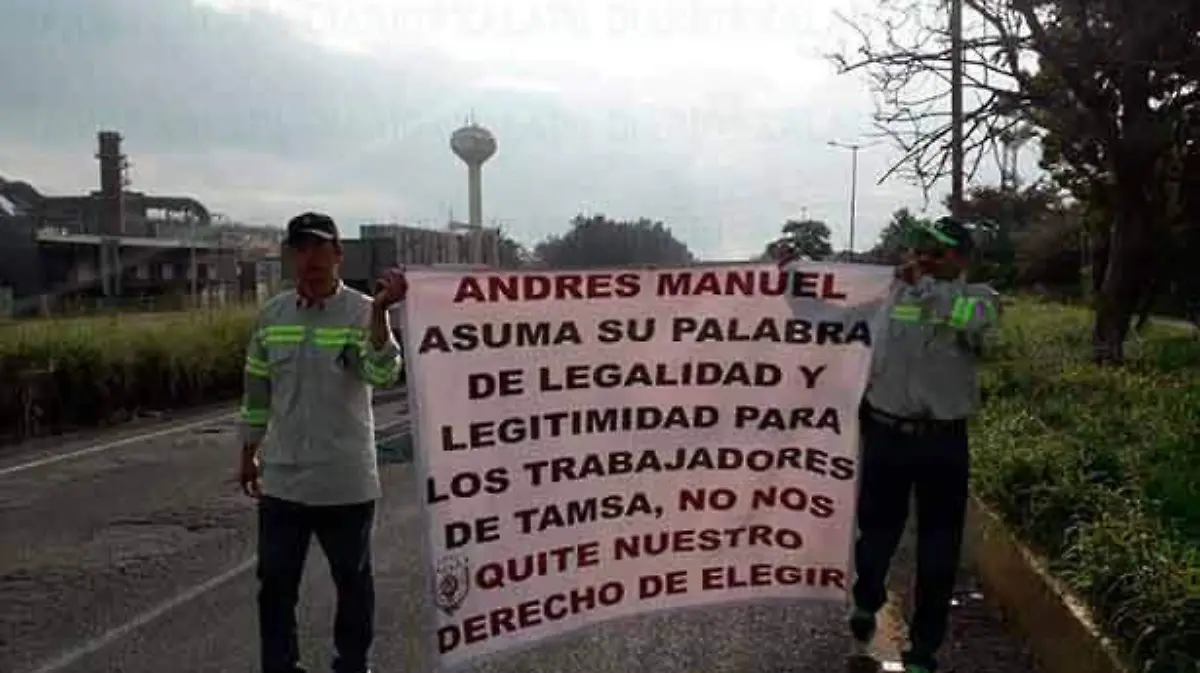 ANDRES MANUEL
ASUMA SU PALABRA
DE LEGALIDAD Y
LEGITIMIDAD PARA
LOS TRABAJADORES
DE TAMSA, NO NOS
QUITE NUESTRO
DERECHO DE ELEGIR